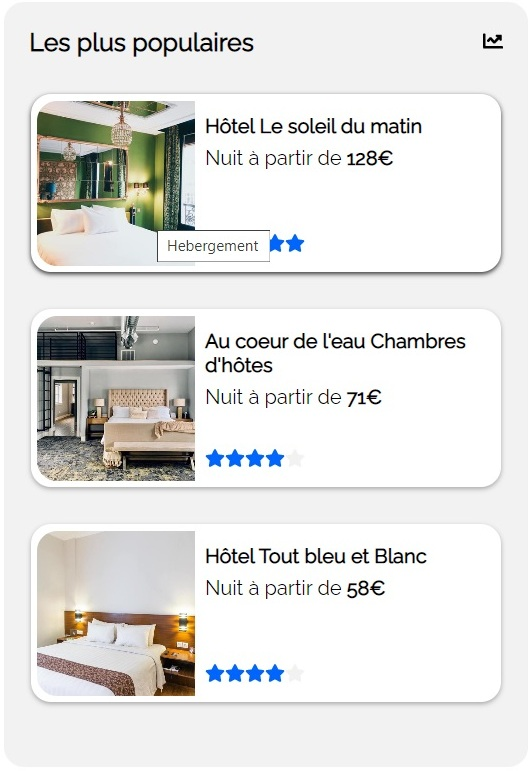 Les plus populaires
Hôtel Le soleil du matin
Nuit à partir de 128€
Hebergement
Au coeur de l'eau Chambres
d'hôtes
Nuit à partir de 71€
Hôtel Tout bleu et Blanc
Nuit à partir de 58€